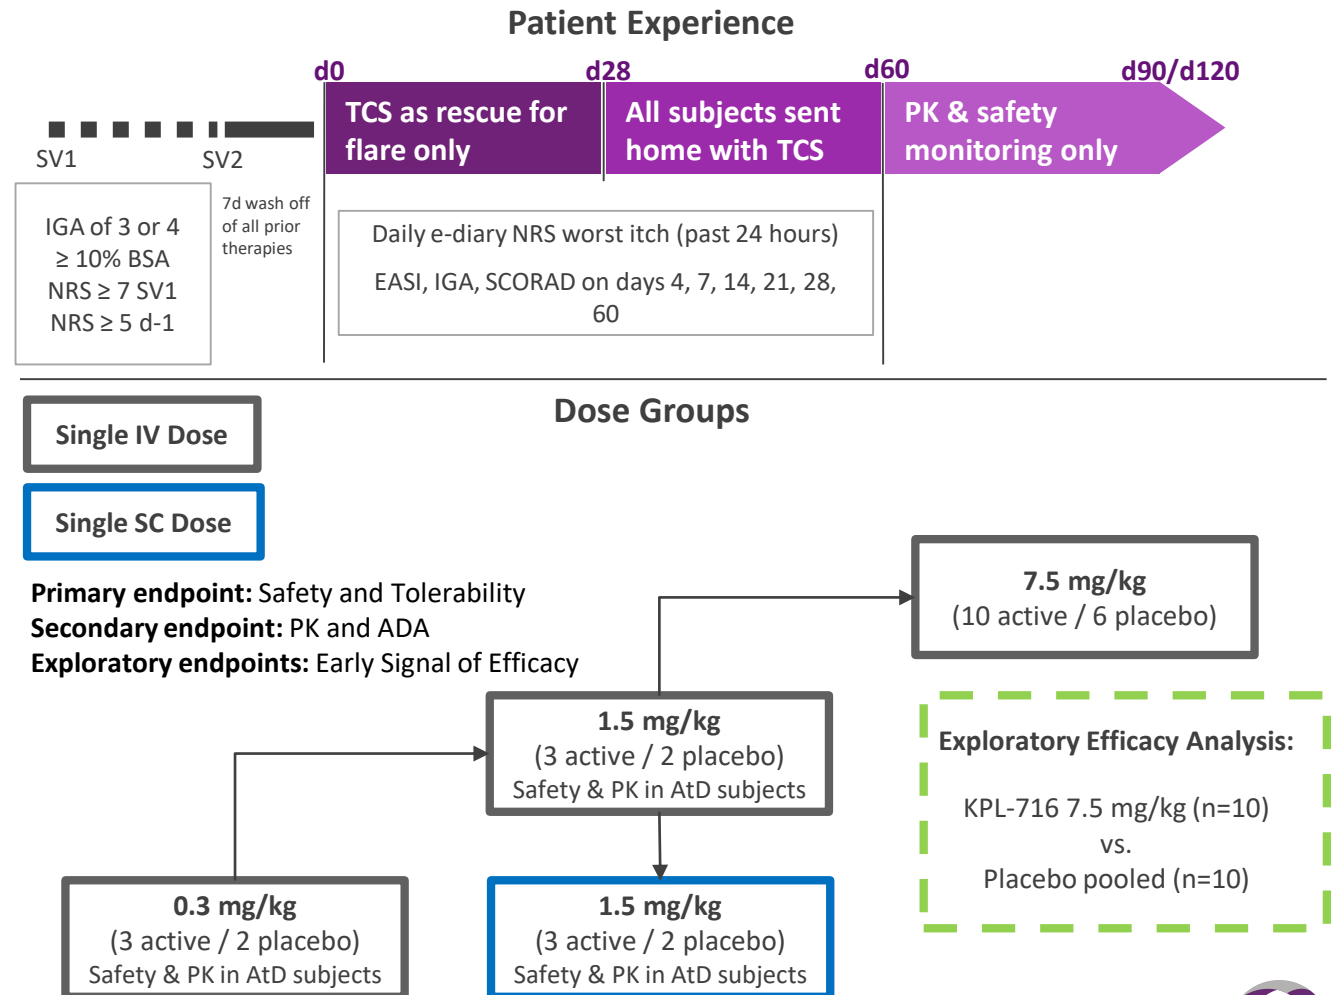 Patient Experience
d0
d28
d60
d90/d120
TCS as rescue for
flare only
All subjects sent
home with TCS
PK & safety
monitoring only
SV1
SV2
IGA of 3 or 4
≥ 10% BSA
NRS ≥ 7 SV1
NRS ≥ 5 d-1
7d wash off
of all prior
therapies
Daily e-diary NRS worst itch (past 24 hours)
EASI, IGA, SCORAD on days 4, 7, 14, 21, 28,
60
Dose Groups
Single IV Dose
Single SC Dose
Primary endpoint: Safety and Tolerability
Secondary endpoint: PK and ADA
Exploratory endpoints: Early Signal of Efficacy
7.5 mg/kg
(10 active / 6 placebo)
1.5 mg/kg
(3 active / 2 placebo)
Safety & PK in AtD subjects
Exploratory Efficacy Analysis:
KPL-716 7.5 mg/kg (n=10)
vs.
Placebo pooled (n=10)
0.3 mg/kg
(3 active / 2 placebo)
Safety & PK in AtD subjects
1.5 mg/kg
(3 active / 2 placebo)
Safety & PK in AtD subjects